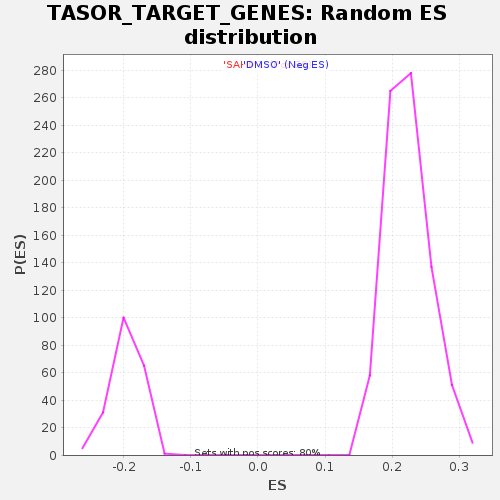 TASOR_TARGET_GENES: Random ES
distribution
'DMSO' (Neg ES)
280
260
240
220
200
180
160
140
120
100
80
60
40
20
0
P(ES)
Sets with pos scores: 80%
-0.2 -0.1 0.0 0.1 0.2 0.3
ES